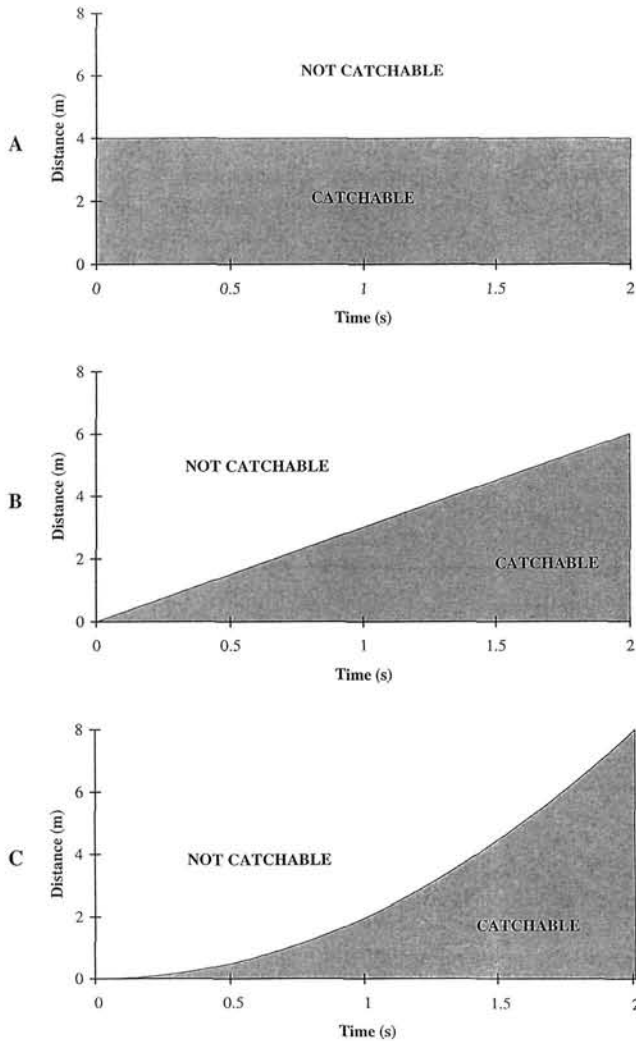 8
NOT CATCHABLE
6
Distance (m)
A
4
CATCHABLE
2
0
0 0.5 1 1.5 2
Time (s)
8
6
NOT CATCHABLE
Distance (m)
B
4
CATCHABLE
2
0
0 0.5 1 1.5 2
Time (s)
8
6
Distance (m)
C
4
NOT CATCHABLE
2
CATCHABLE
0
0 0.5 1 1.5 2
Time (s)